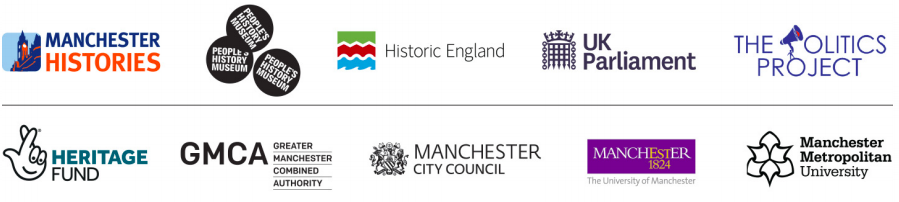 MANCHESTER
HISTORIES
PEOPLE'S
HISTORY
MUSEUM
PEOPLE'S
HISTORY
MUSEUM
PEOPLE'S
HISTORY
MUSEUM
Historic England
UK
Parliament
THE POLITICS
PROJECT
HERITAGE
FUND
GMCA
GREATER
MANCHESTER
COMBINED
AUTHORITY
MANCHESTER
CITY COUNCIL
MANCHESTER
1824
The University of Manchester
Manchester
Metropolitan
University